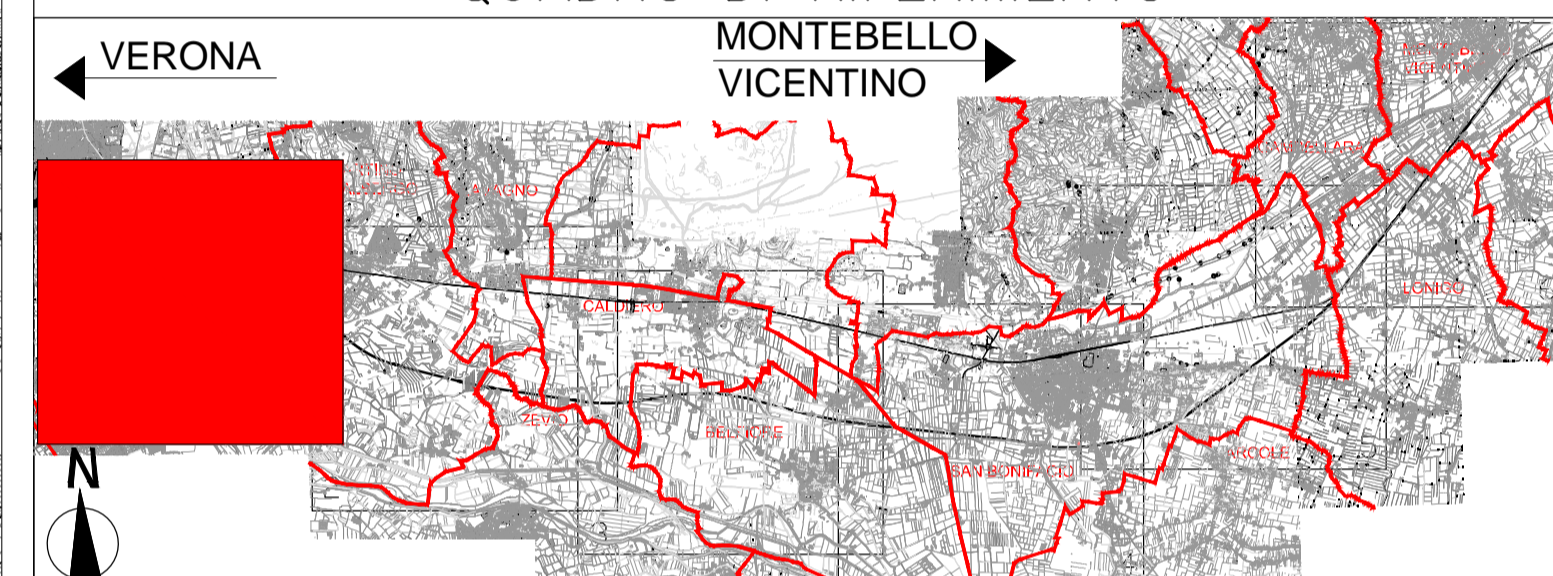 VERONA
MONTEBELLO
VICENTINO
CALDIERO
LONIGO
ZEVIO
BELFIORE
SAN BONIFACIO
ARCOLE
N